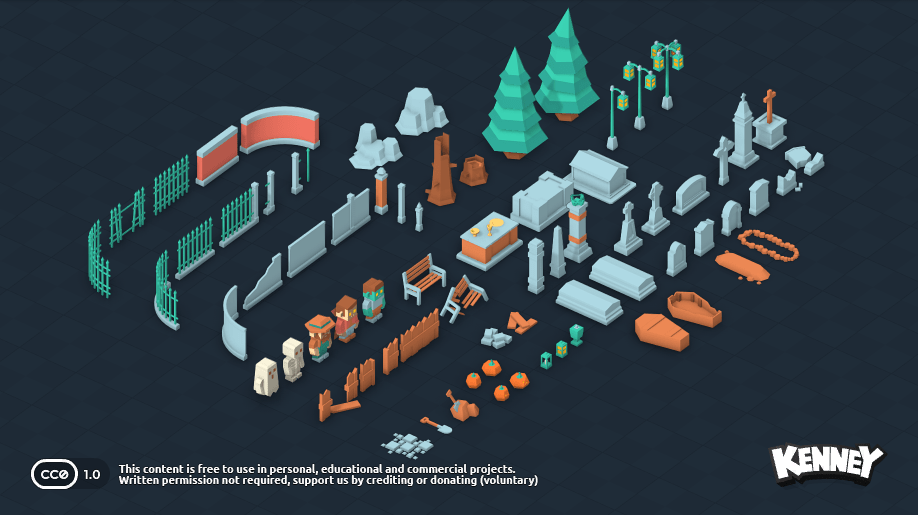 CC0 1.0
This content is free to use in personal, educational and commercial projects.
Written permission not required, support us by crediting or donating (voluntary)
KENNEY